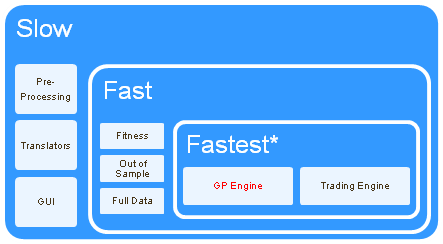 Slow
Pre-
Processing
Translators
GUI
Fast
Fitness
Out of
Sample
Full Data
Fastest*
GP Engine
Trading Engine